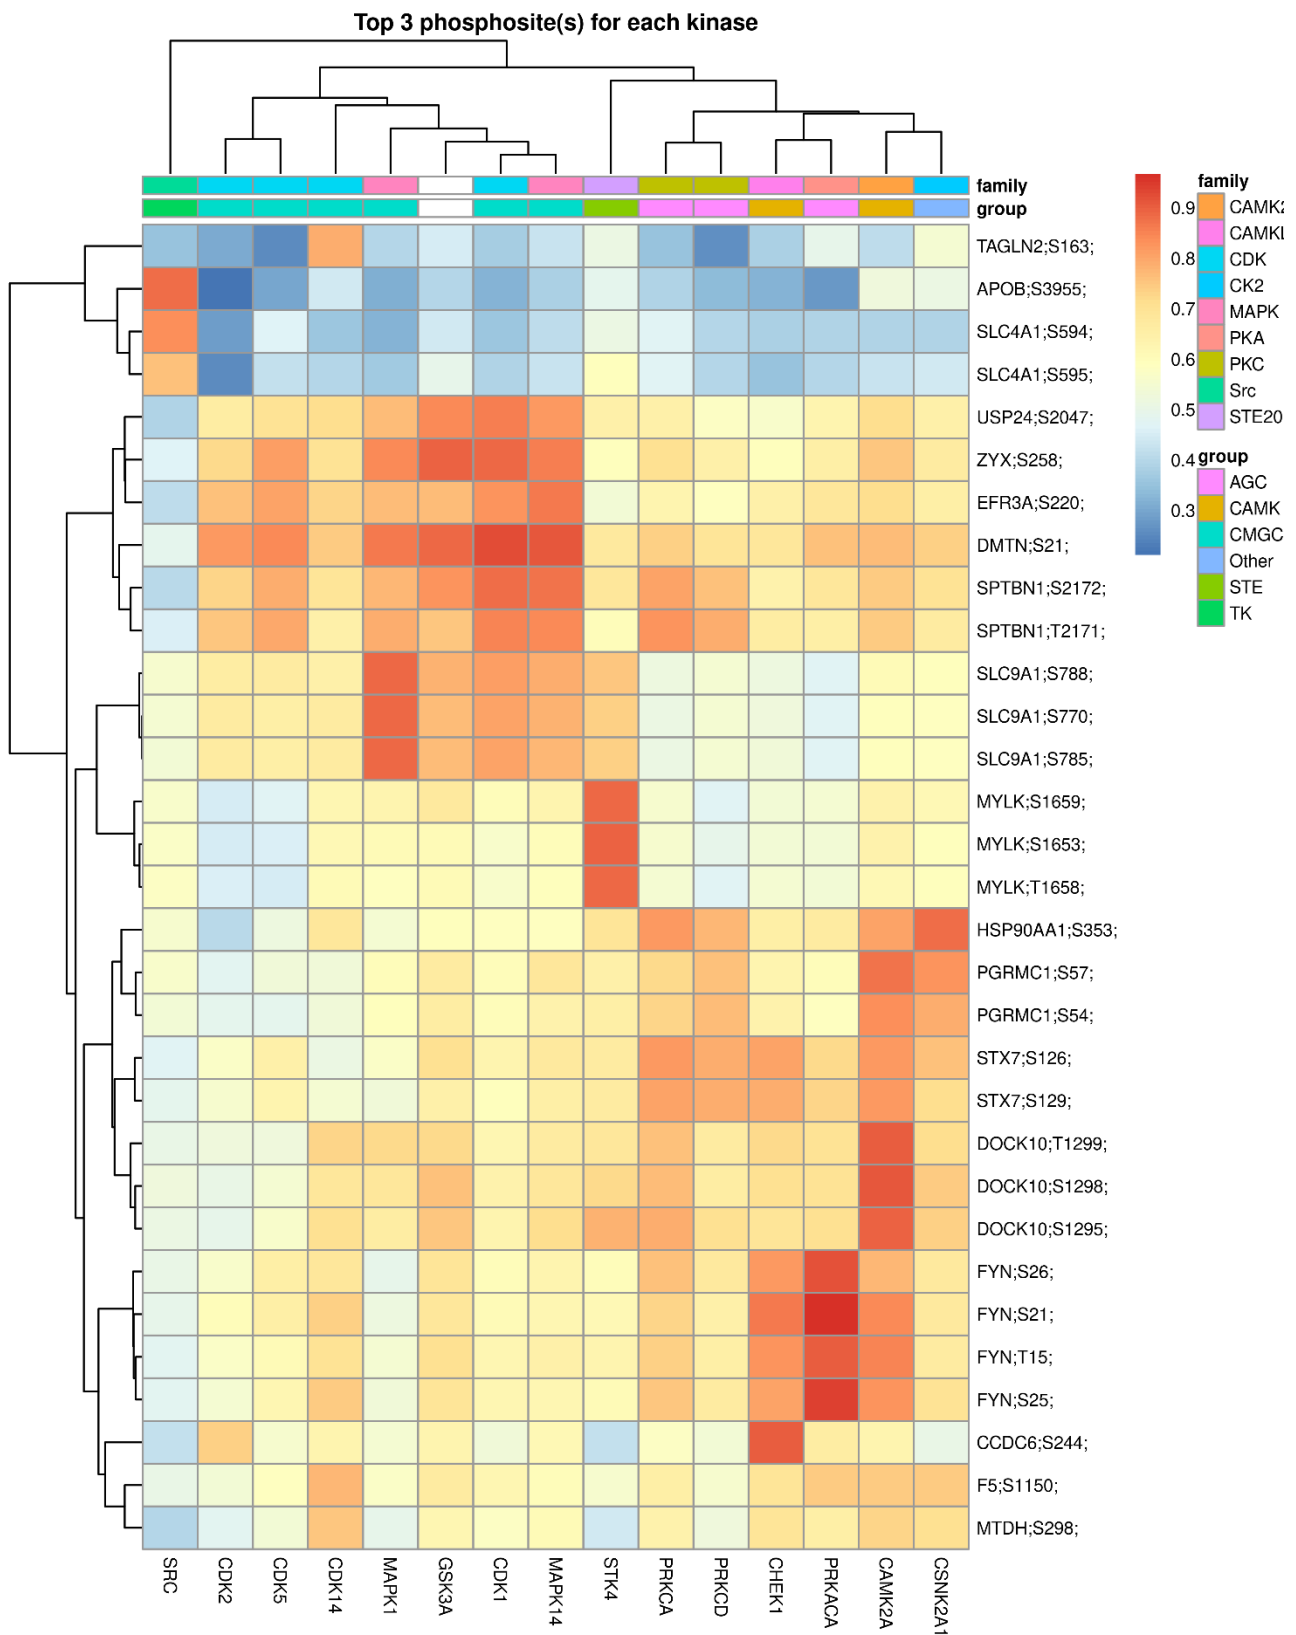 Top 3 phosphosite(s) for each kinase
family
group
TAGLN2;S163;
APOB;S3955;
SLC4A1;S594;
SLC4A1;S595;
USP24;S2047;
ZYX;S258;
EFR3A;S220;
DMTN;S21;
SPTBN1;S2172;
SPTBN1;T2171;
SLC9A1;S788;
SLC9A1;S770;
SLC9A1;S785;
MYLK;S1659;
MYLK;S1653;
MYLK;T1658;
HSP90AA1;S353;
PGRMC1;S57;
PGRMC1;S54;
STX7;S126;
STX7;S129;
DOCK10;T1299;
DOCK10;S1298;
DOCK10;S1295;
FYN;S26;
FYN;S21;
FYN;T15;
FYN;S25;
CCDC6;S244;
F5;S1150;
MTDH;S298;
SRC
CDK2
CDK5
CDK14
MAPK1
GSK3A
CDK1
MAPK14
STK4
PRKCA
PRKCD
CHEK1
PRKACA
CAMK2A
CSNK2A1
0.9
0.8
0.7
0.6
0.5
0.4
0.3
family
CAMK2
CAMKL
CDK
CK2
MAPK
PKA
PKC
Src
STE20
group
AGC
CAMK
CMGC
Other
STE
TK